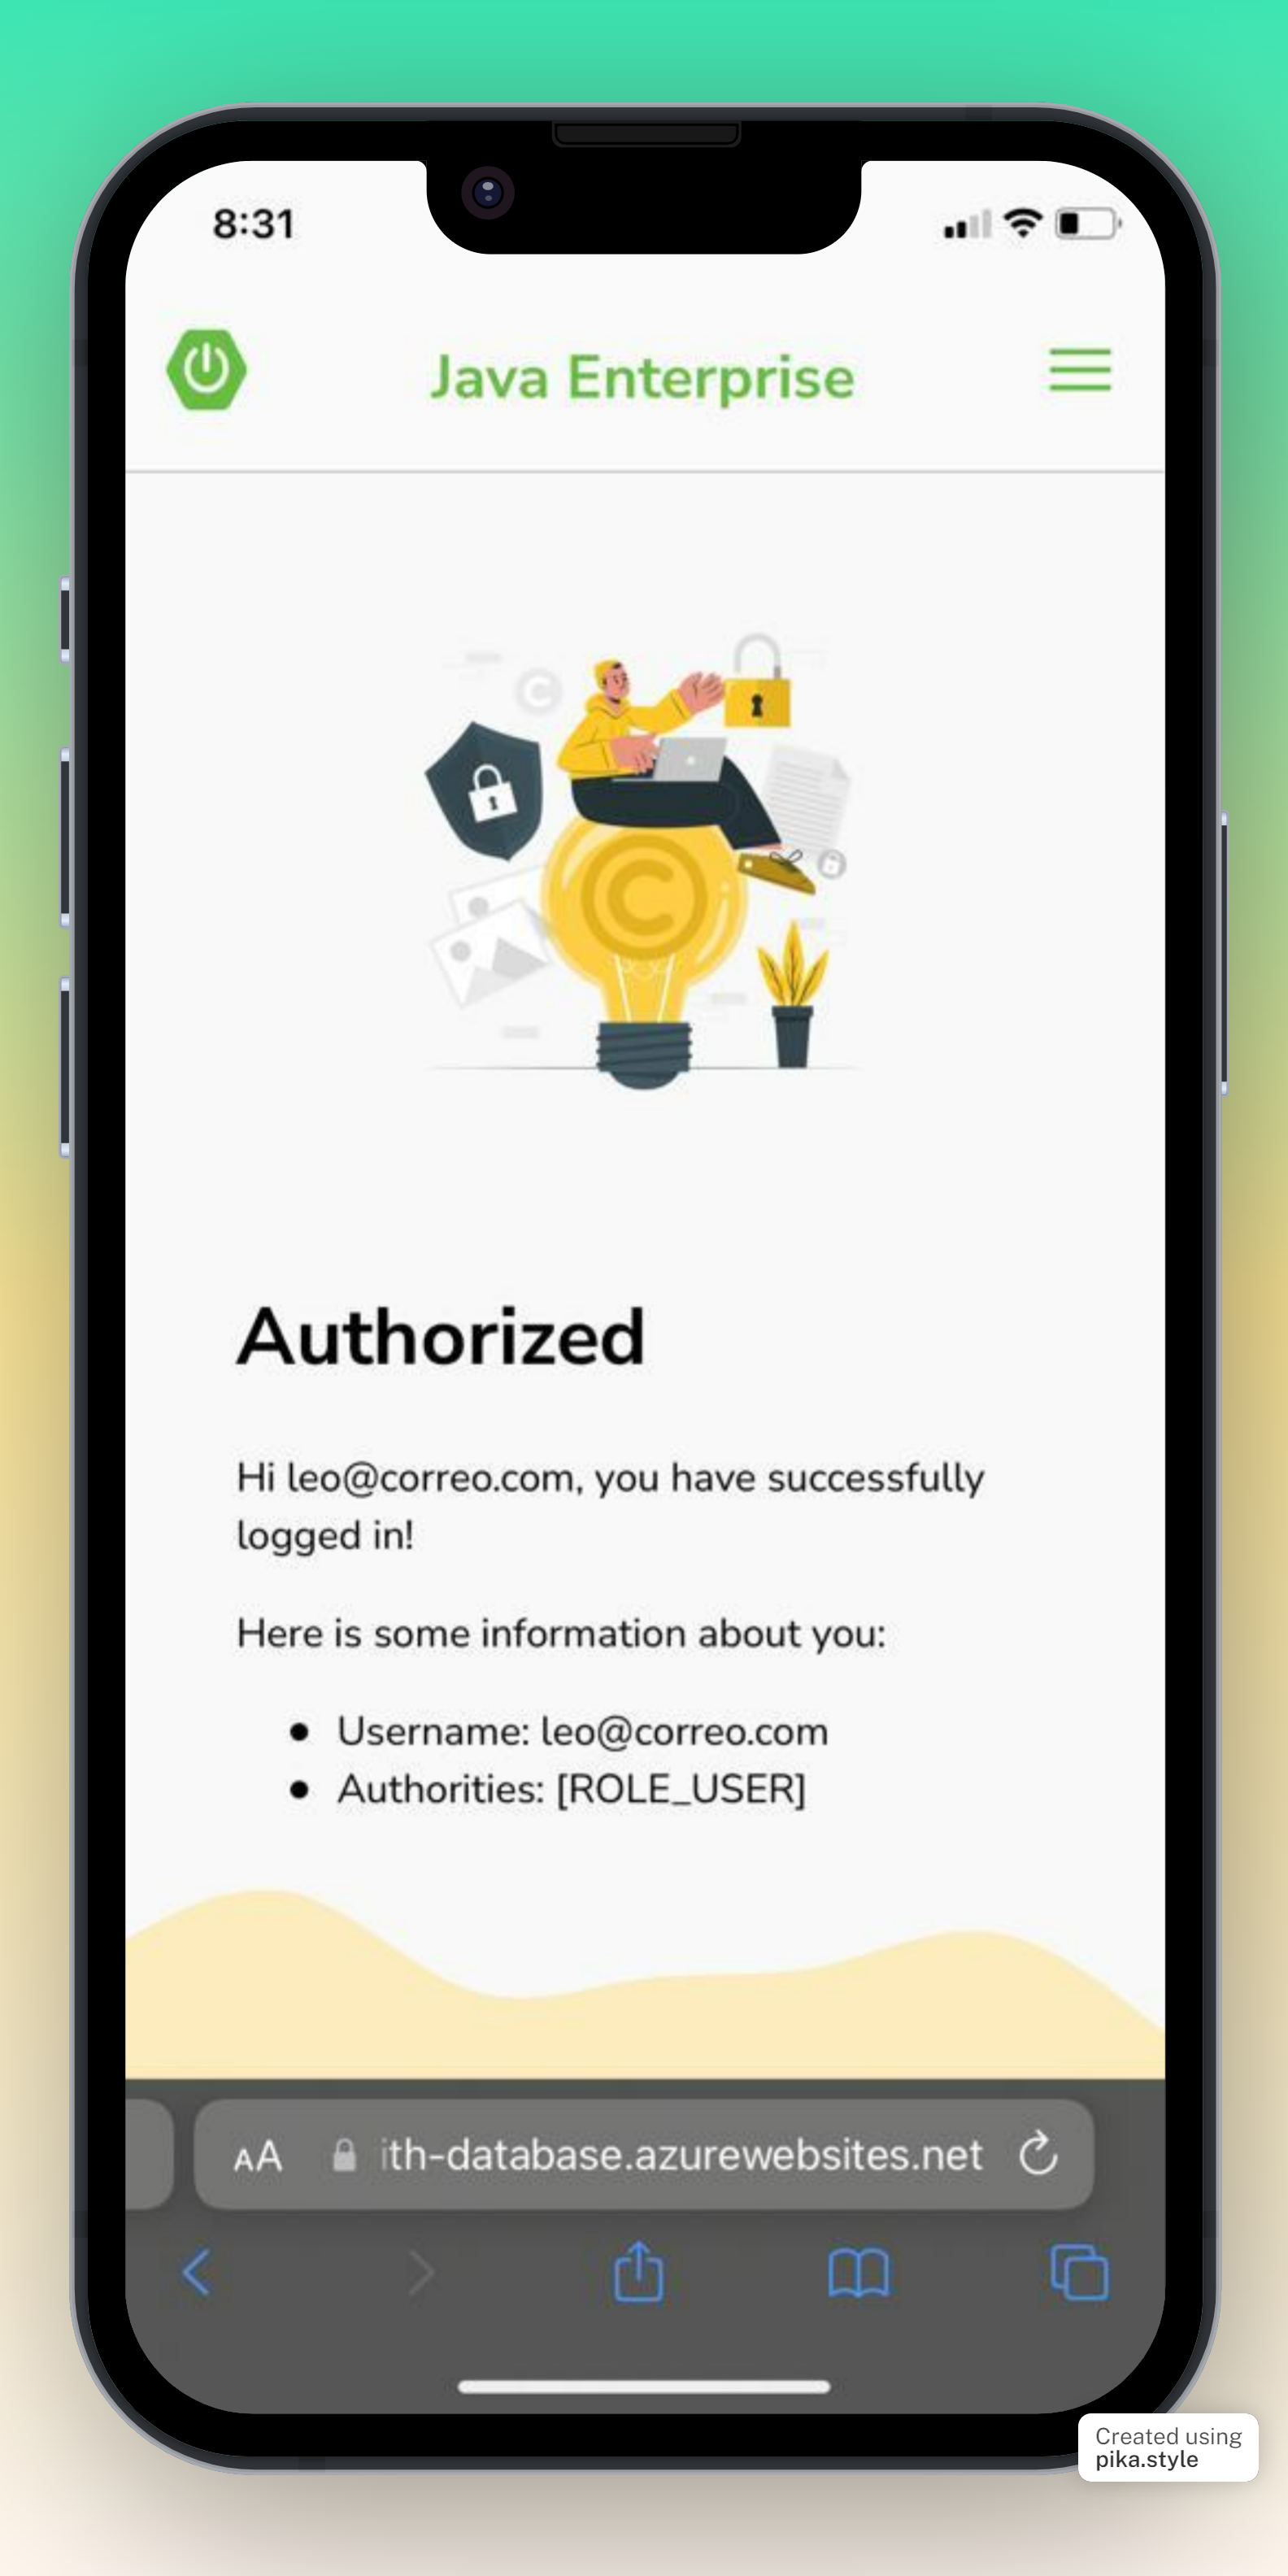 8:31
Java Enterprise
C
C
Authorized
Hi leo@correo.com, you have successfully
logged in!
Here is some information about you:
Username: leo@correo.com
Authorities: [ROLE_USER]
AA ith-database.azurewebsites.net
Created using
pika.style